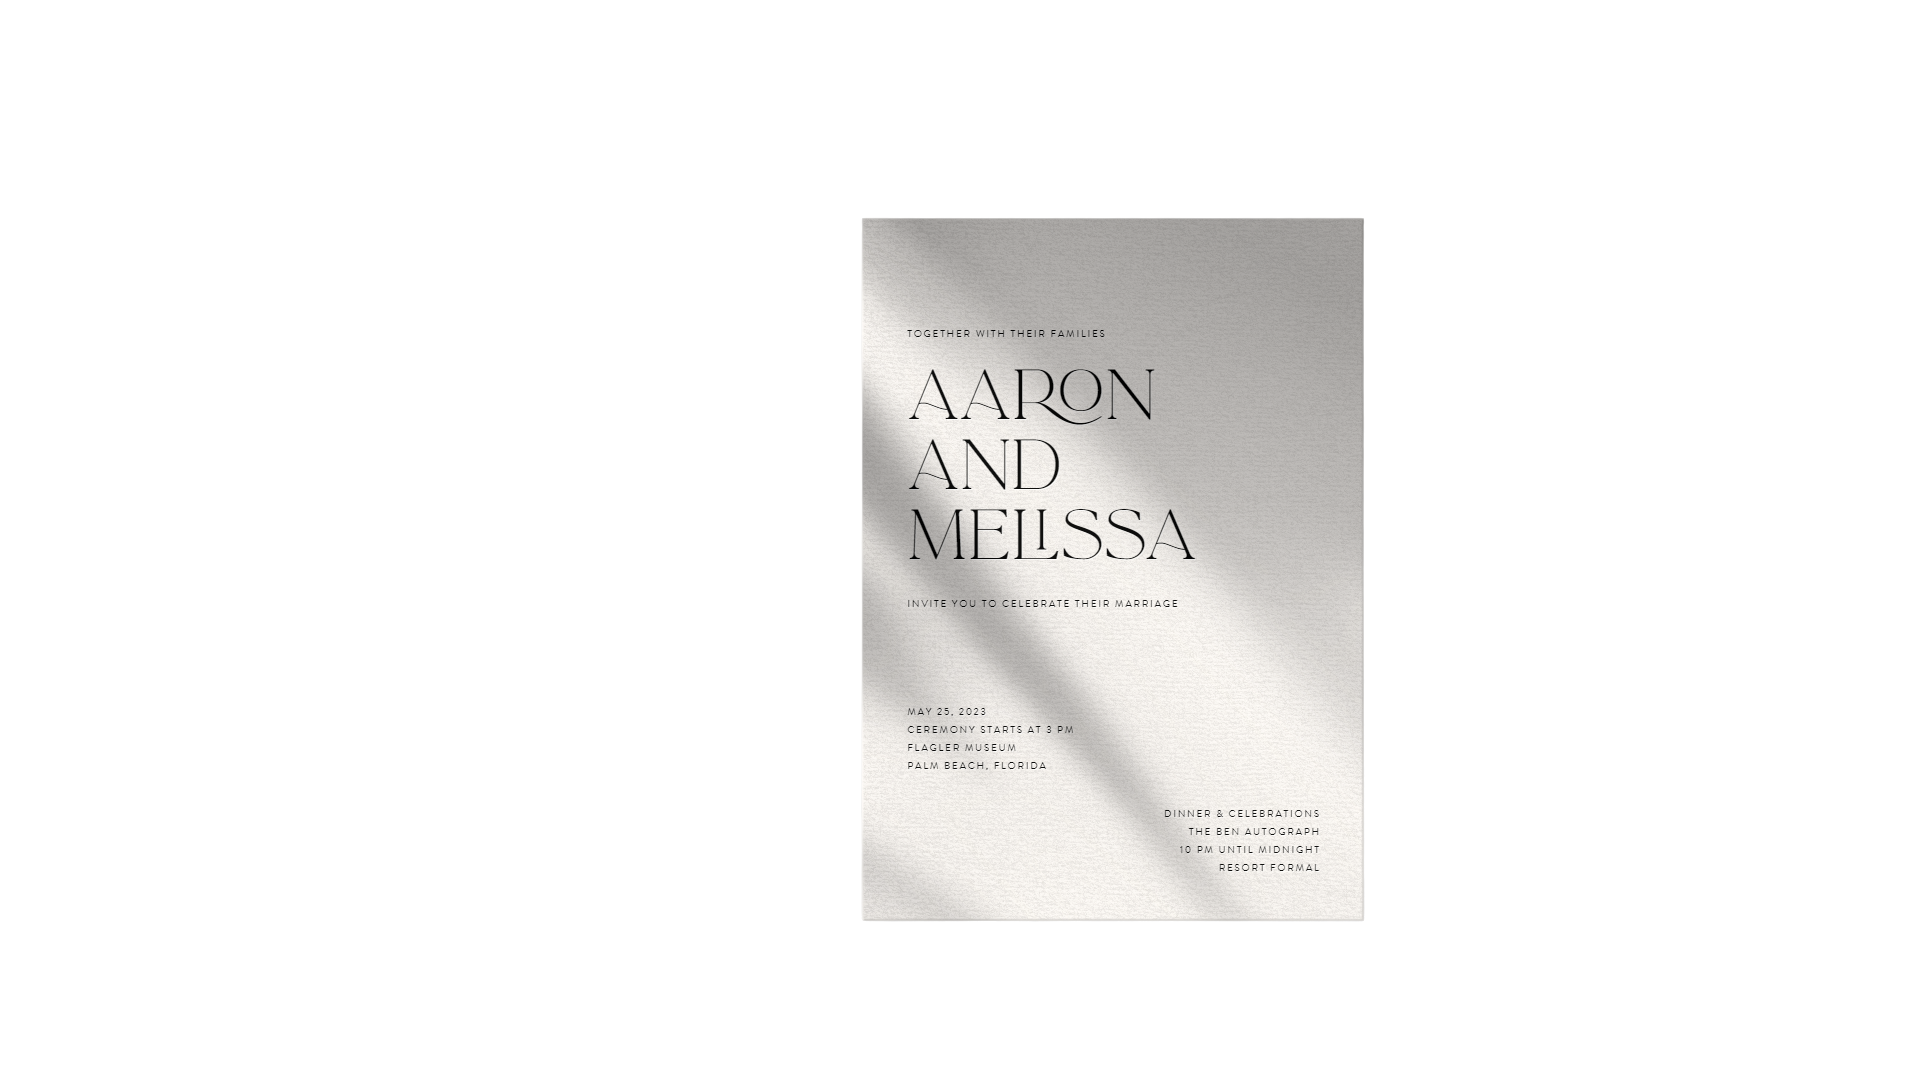 TOGETHER WITH THEIR FAMILIES
AARON
AND
MELISSA
INVITE YOU TO CELEBRATE THEIR MARRIAGE
MAY 25, 2023
CEREMONY STARTS AT 3 PM
FLAGLER MUSEUM
PALM BEACH, FLORIDA
DINNER & CELEBRATIONS
THE BEN AUTOGRAPH
10 PM UNTIL MIDNIGHT
RESORT FORMAL